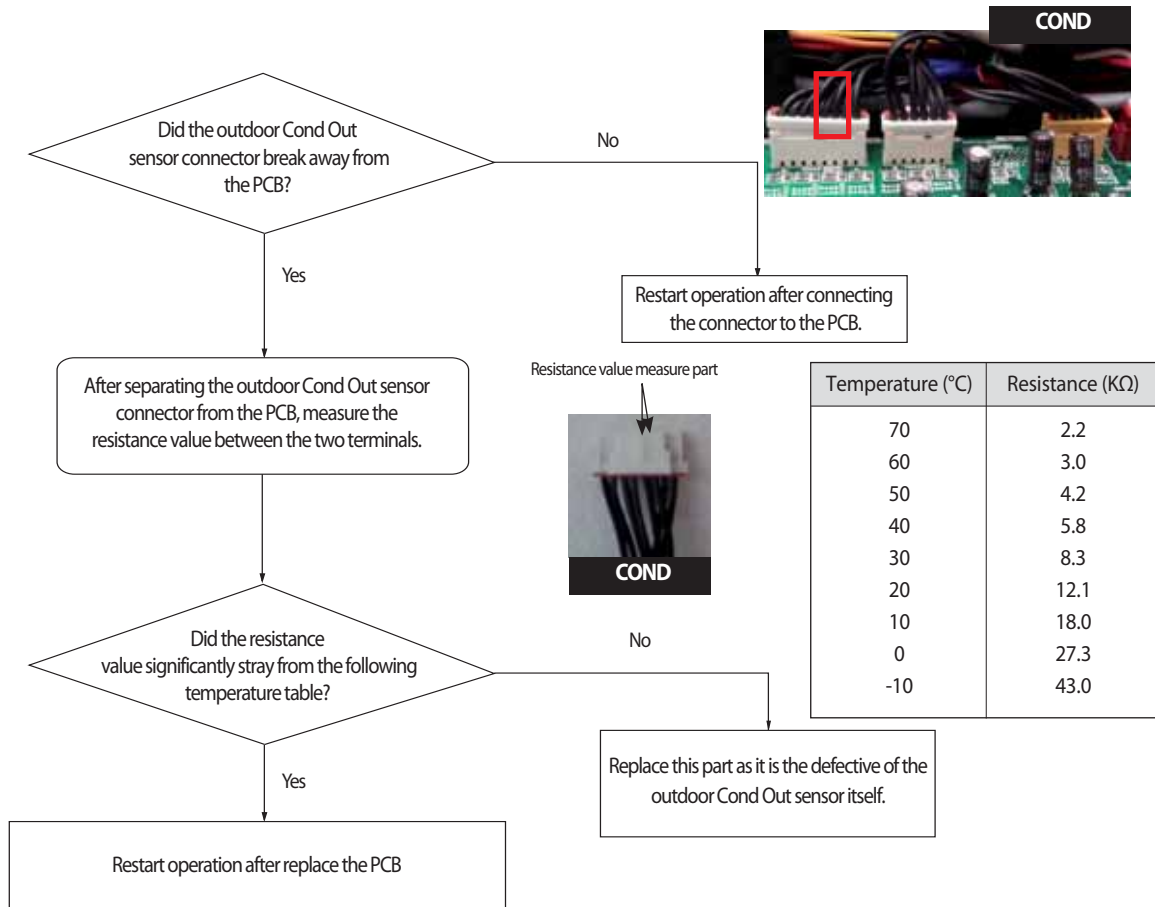 COND
Did the outdoor Cond Out
sensor connector break away from
the PCB?
No
Yes
Restart operation after connecting
the connector to the PCB.
After separating the outdoor Cond Out sensor
connector from the PCB, measure the
resistance value between the two terminals.
Resistance value measure part
COND
Temperature (°C) Resistance (KΩ)
70 2.2
60 3.0
50 4.2
40 5.8
30 8.3
20 12.1
10 18.0
0 27.3
-10 43.0
Did the resistance
value significantly stray from the following
temperature table?
No
Yes
Replace this part as it is the defective of the
outdoor Cond Out sensor itself.
Restart operation after replace the PCB